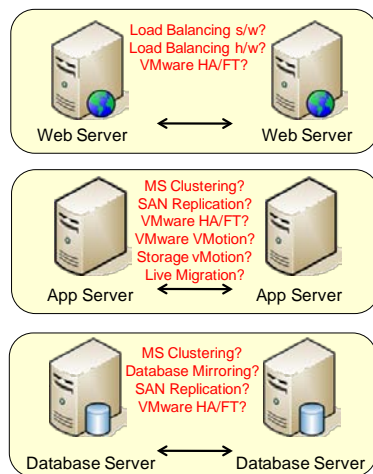 Load Balancing s/w?
Load Balancing h/w?
VMware HA/FT?
Web Server
Web Server
MS Clustering?
SAN Replication?
VMware HA/FT?
VMware VMotion?
Storage vMotion?
Live Migration?
App Server
App Server
MS Clustering?
Database Mirroring?
SAN Replication?
VMware HA/FT?
Database Server
Database Server